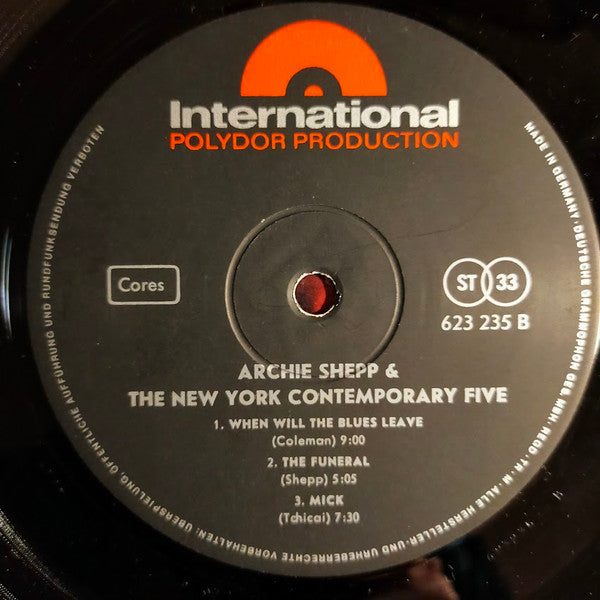 International
POLYDOR PRODUCTION
Cores
ST 33
623 235 B
ARCHIE SHEPP &
THE NEW YORK CONTEMPORARY FIVE
1. WHEN WILL THE BLUES LEAVE
(Coleman) 9:00
2. THE FUNERAL
(Shepp) 5:05
3. MICK
(Tchicai) 7:30
MADE IN GERMANY · DEUTSCHE GRAMMOPHON GES. MBH · REGD. TR. M. · ALLE HERSTELLER- UND URHEBERRECHTE VORBEHALTEN: ÜBERSPIELUNG, ÖFFENTLICHE AUFFÜHRUNG UND RUNDFUNKSENDUNG VERBOTEN